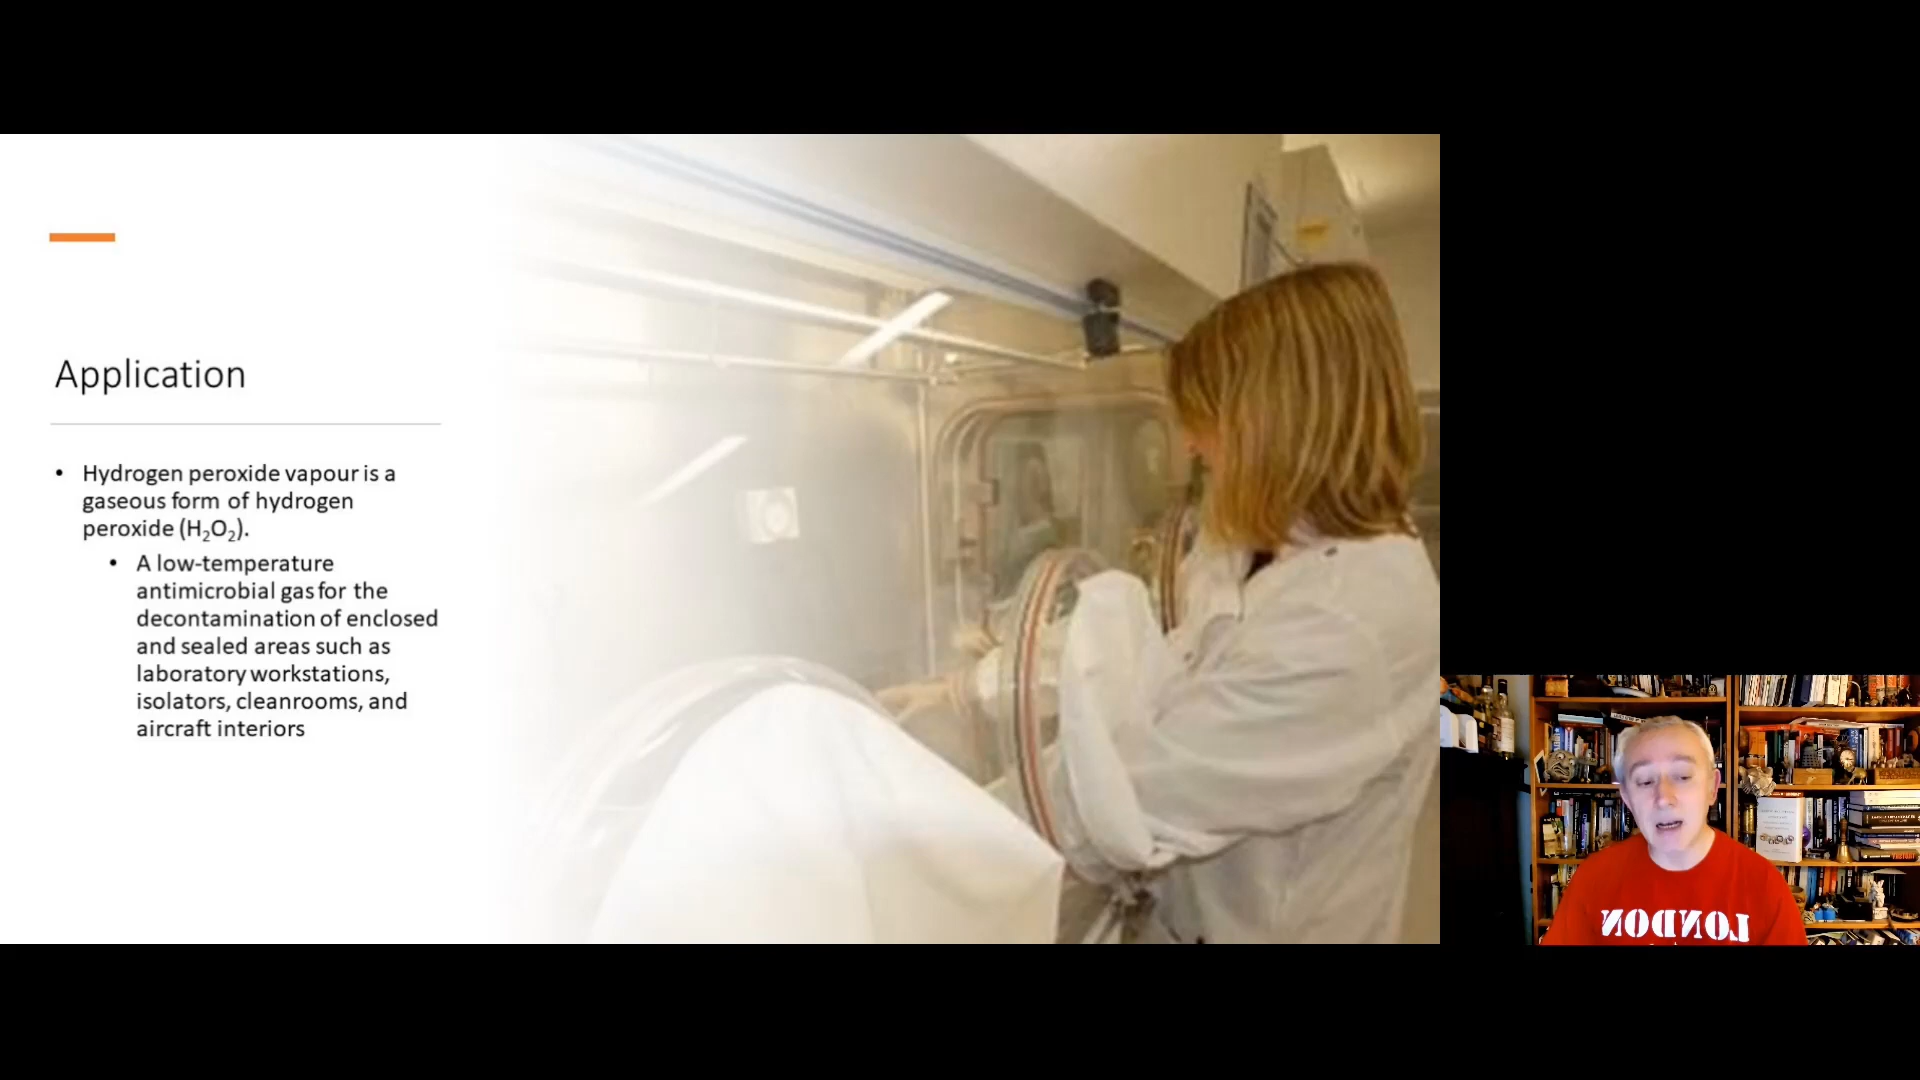 Application
• Hydrogen peroxide vapour is a
gaseous form of hydrogen
peroxide (H₂O₂).
• A low-temperature
antimicrobial gas for the
decontamination of enclosed
and sealed areas such as
laboratory workstations,
isolators, cleanrooms, and
aircraft interiors
LONDON